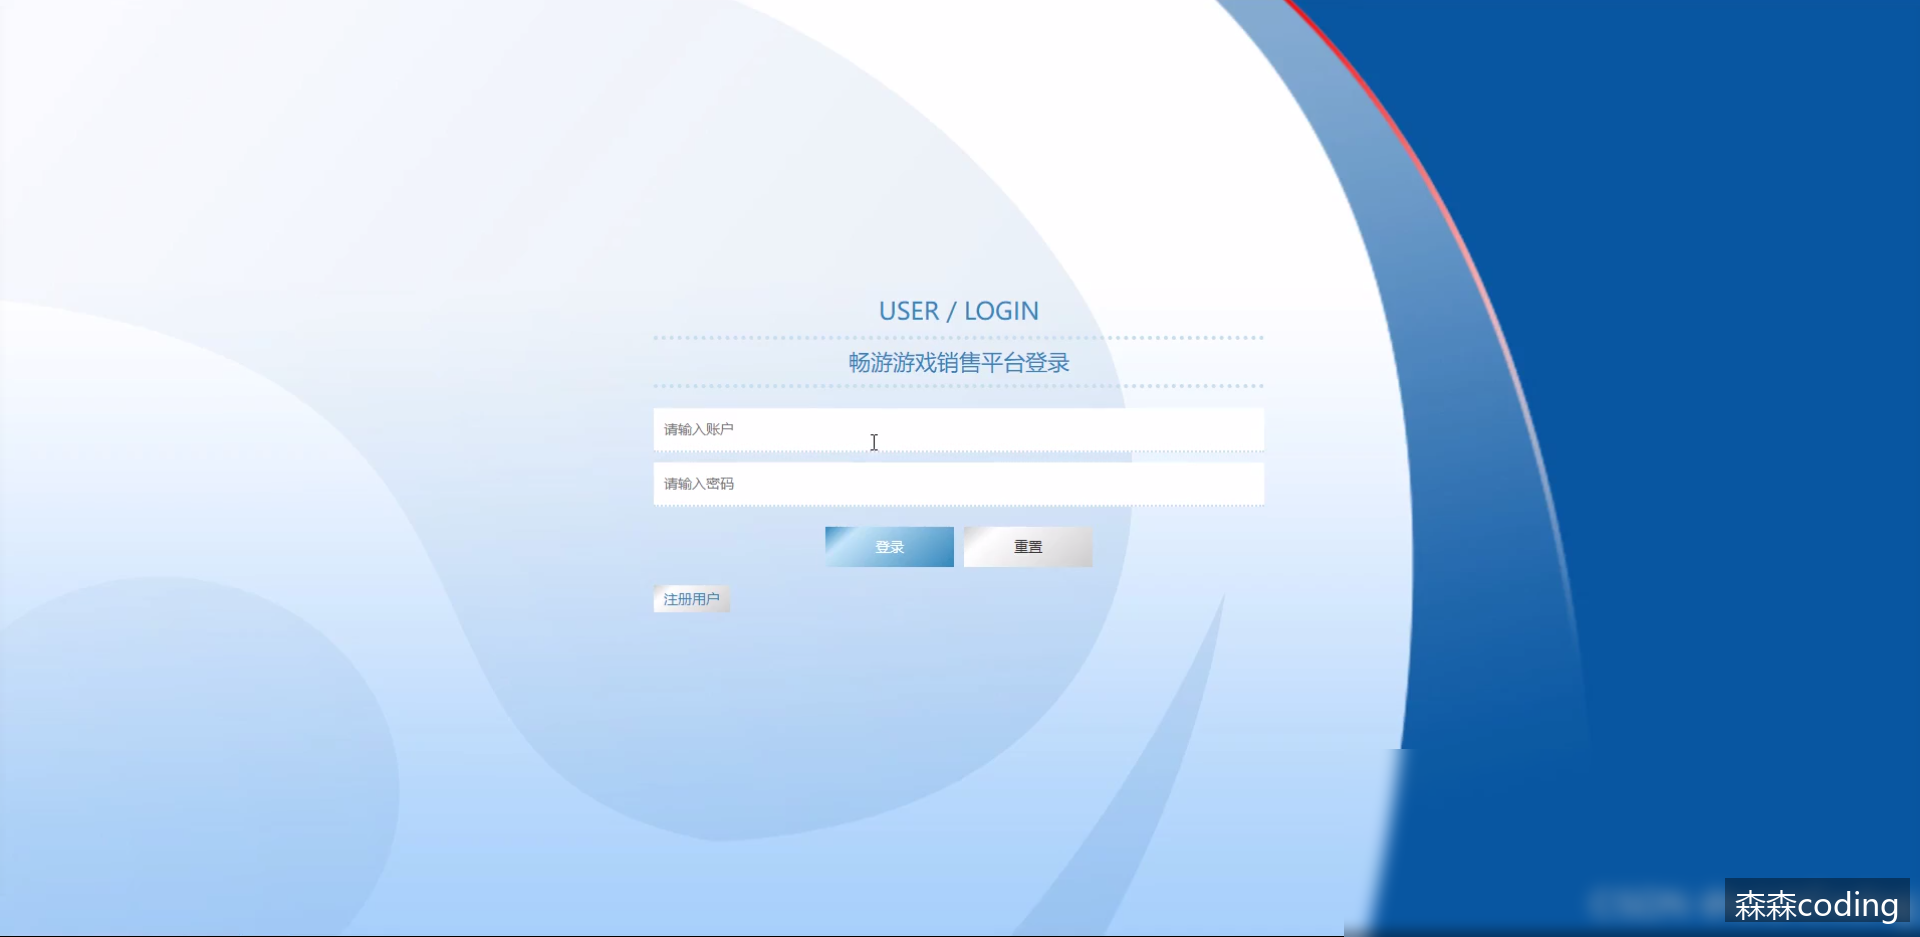 USER / LOGIN
畅游游戏销售平台登录
请输入账户
请输入密码
登录
重置
注册用户
森森coding